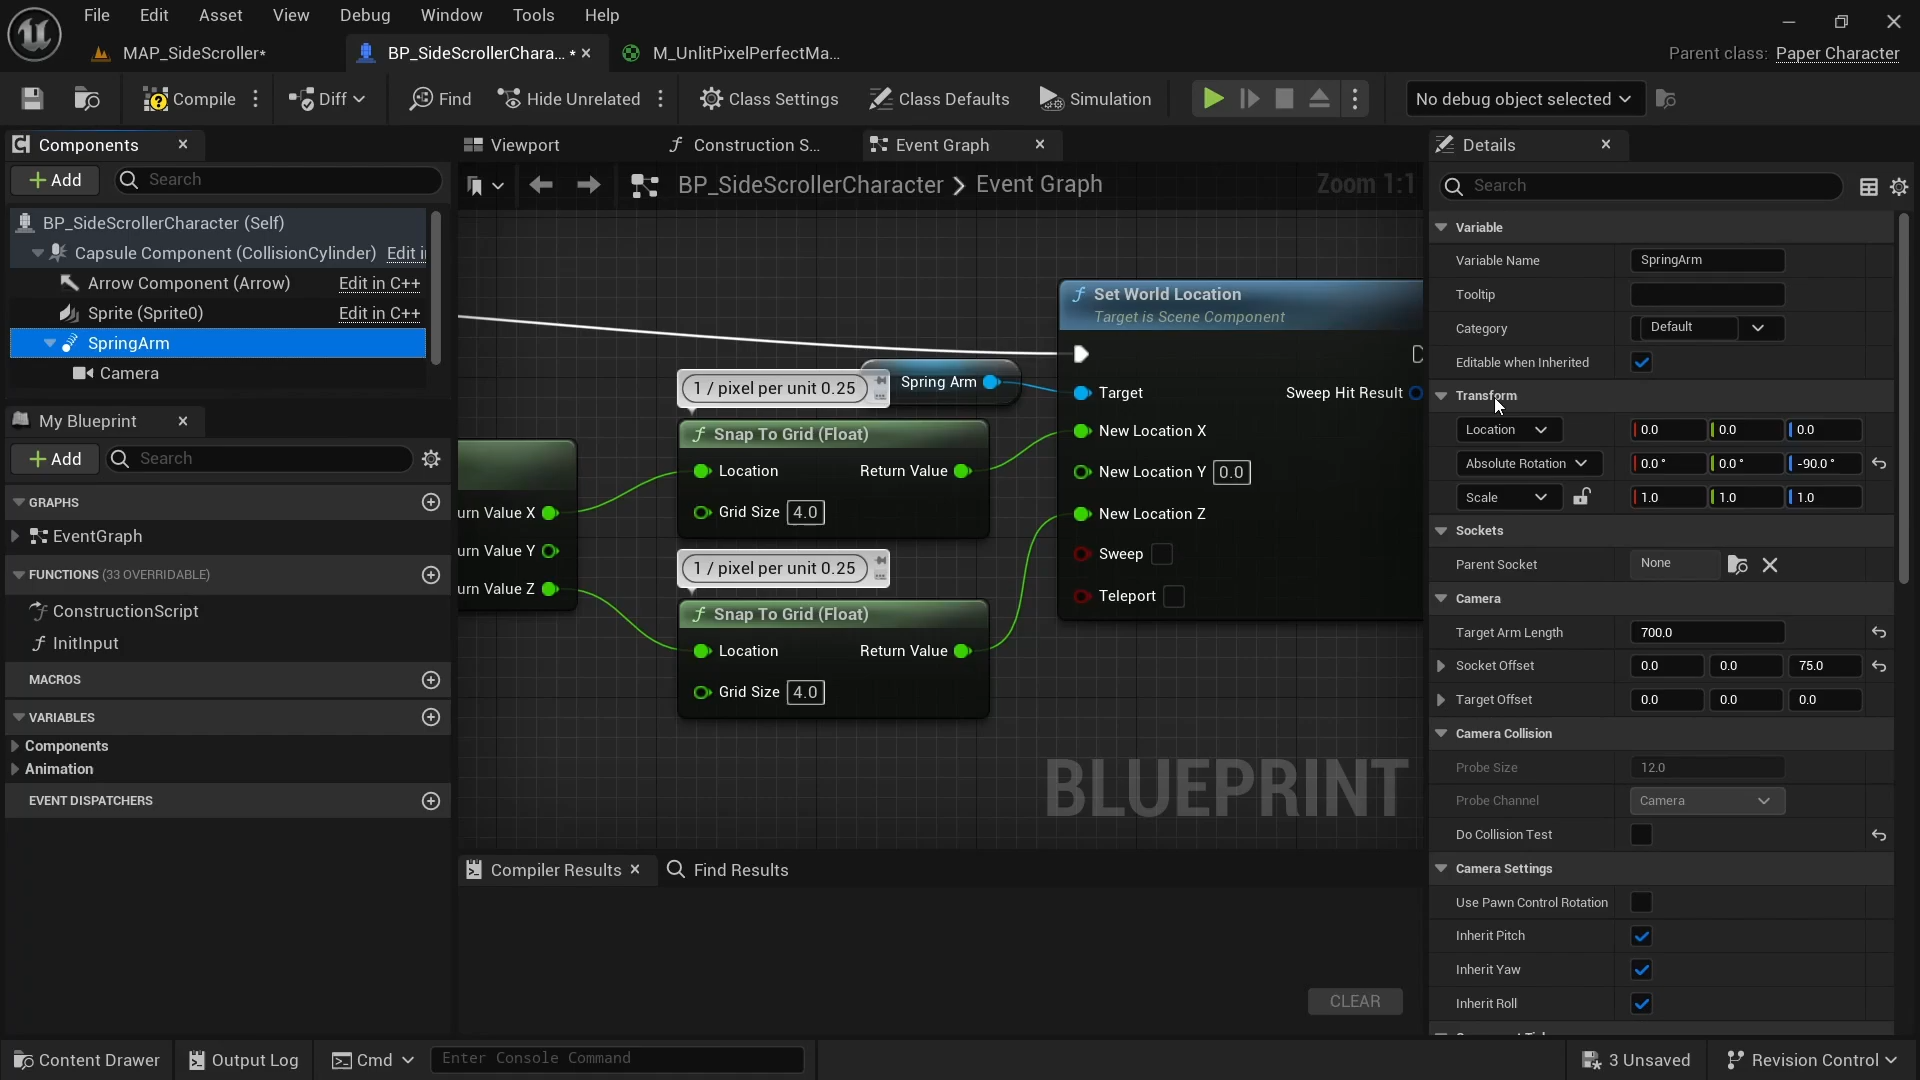 File Edit Asset View Debug Window Tools Help
MAP_SideScroller* BP_SideScrollerChara... * M_UnlitPixelPerfectMa... Parent class: Paper Character
Compile Diff Find Hide Unrelated Class Settings Class Defaults Simulation No debug object selected
Components
Add Search
BP_SideScrollerCharacter (Self)
Capsule Component (CollisionCylinder) Edit i
Arrow Component (Arrow) Edit in C++
Sprite (Sprite0) Edit in C++
SpringArm
Camera
My Blueprint
Add Search
GRAPHS
EventGraph
FUNCTIONS (33 OVERRIDABLE)
ConstructionScript
InitInput
MACROS
VARIABLES
Components
Animation
EVENT DISPATCHERS
Viewport Construction S... Event Graph
BP_SideScrollerCharacter > Event Graph Zoom 1:1
Set World Location
Target is Scene Component
1 / pixel per unit 0.25
Spring Arm
Target Sweep Hit Result
Snap To Grid (Float)
New Location X
Location Return Value
New Location Y 0.0
Grid Size 4.0
New Location Z
urn Value X
urn Value Y
urn Value Z
Sweep
1 / pixel per unit 0.25
Teleport
Snap To Grid (Float)
Location Return Value
Grid Size 4.0
BLUEPRINT
Compiler Results Find Results
CLEAR
Details
Search
Variable
Variable Name SpringArm
Tooltip
Category Default
Editable when Inherited
Transform
Location 0.0 0.0 0.0
Absolute Rotation 0.0 ° 0.0 ° -90.0 °
Scale 1.0 1.0 1.0
Sockets
Parent Socket None
Camera
Target Arm Length 700.0
Socket Offset 0.0 0.0 75.0
Target Offset 0.0 0.0 0.0
Camera Collision
Probe Size 12.0
Probe Channel Camera
Do Collision Test
Camera Settings
Use Pawn Control Rotation
Inherit Pitch
Inherit Yaw
Inherit Roll
Content Drawer Output Log Cmd Enter Console Command 3 Unsaved Revision Control